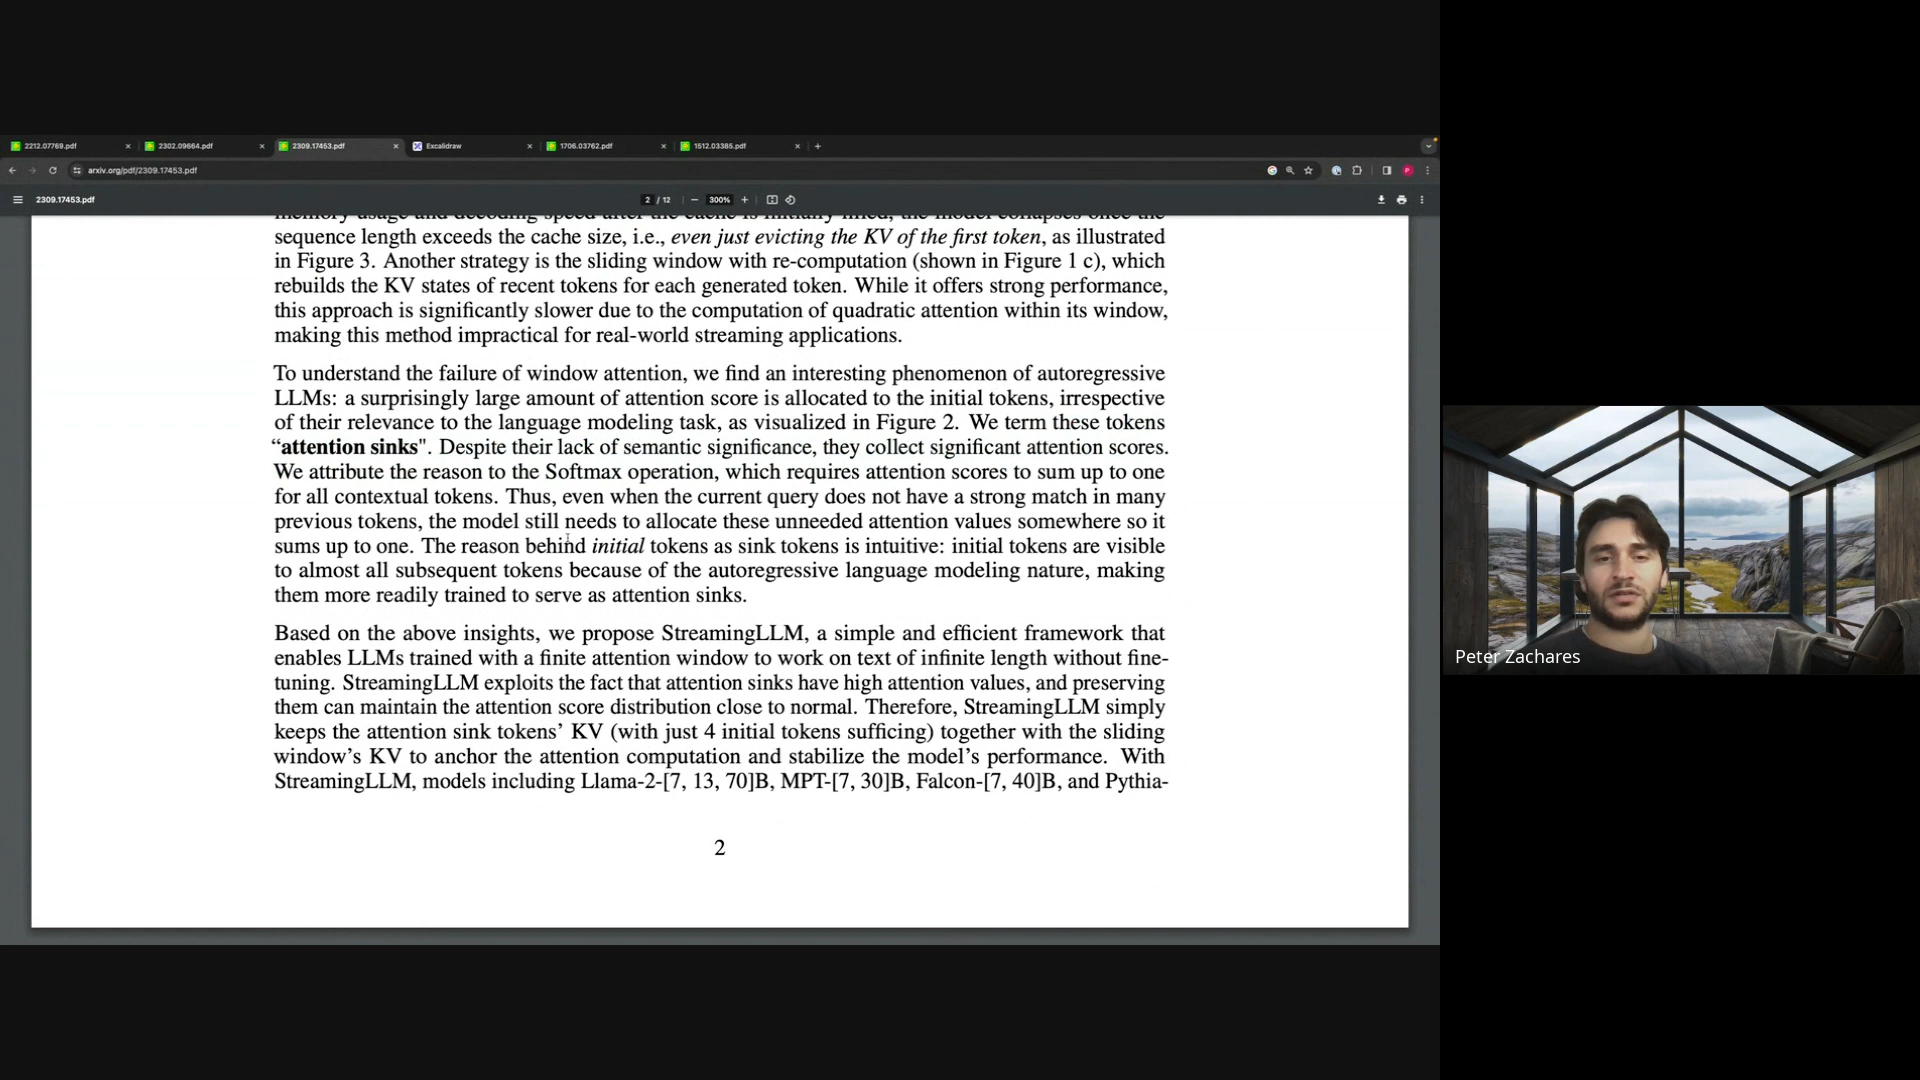 2212.07769.pdf
2302.09664.pdf
2309.17453.pdf
Excalidraw
1706.03762.pdf
1512.03385.pdf
arxiv.org/pdf/2309.17453.pdf
P
2309.17453.pdf
2 / 12
300%
memory usage and decoding speed after the cache is initially filled, the model collapses once the
sequence length exceeds the cache size, i.e., even just evicting the KV of the first token, as illustrated
in Figure 3. Another strategy is the sliding window with re-computation (shown in Figure 1 c), which
rebuilds the KV states of recent tokens for each generated token. While it offers strong performance,
this approach is significantly slower due to the computation of quadratic attention within its window,
making this method impractical for real-world streaming applications.
To understand the failure of window attention, we find an interesting phenomenon of autoregressive
LLMs: a surprisingly large amount of attention score is allocated to the initial tokens, irrespective
of their relevance to the language modeling task, as visualized in Figure 2. We term these tokens
“attention sinks". Despite their lack of semantic significance, they collect significant attention scores.
We attribute the reason to the Softmax operation, which requires attention scores to sum up to one
for all contextual tokens. Thus, even when the current query does not have a strong match in many
previous tokens, the model still needs to allocate these unneeded attention values somewhere so it
sums up to one. The reason behind initial tokens as sink tokens is intuitive: initial tokens are visible
to almost all subsequent tokens because of the autoregressive language modeling nature, making
them more readily trained to serve as attention sinks.
Based on the above insights, we propose StreamingLLM, a simple and efficient framework that
enables LLMs trained with a finite attention window to work on text of infinite length without fine-
tuning. StreamingLLM exploits the fact that attention sinks have high attention values, and preserving
them can maintain the attention score distribution close to normal. Therefore, StreamingLLM simply
keeps the attention sink tokens’ KV (with just 4 initial tokens sufficing) together with the sliding
window’s KV to anchor the attention computation and stabilize the model’s performance. With
StreamingLLM, models including Llama-2-[7, 13, 70]B, MPT-[7, 30]B, Falcon-[7, 40]B, and Pythia-
2
Peter Zachares